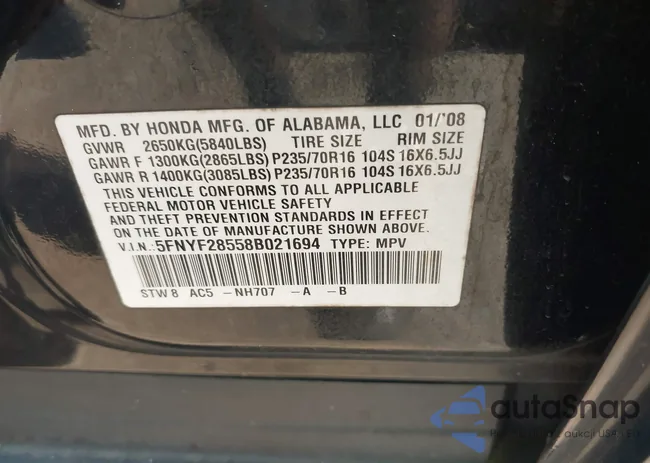 MFD. BY HONDA MFG. OF ALABAMA, LLC 01/'08
GVWR 2650KG(5840LBS) TIRE SIZE RIM SIZE
GAWR F 1300KG(2865LBS) P235/70R16 104S 16X6.5JJ
GAWR R 1400KG(3085LBS) P235/70R16 104S 16X6.5JJ
THIS VEHICLE CONFORMS TO ALL APPLICABLE
FEDERAL MOTOR VEHICLE SAFETY
AND THEFT PREVENTION STANDARDS IN EFFECT
ON THE DATE OF MANUFACTURE SHOWN ABOVE.
V.I.N.: 5FNYF28558B021694 TYPE: MPV
STW8 AC5 -NH707 -A -B
autaSnap
aukcji USA